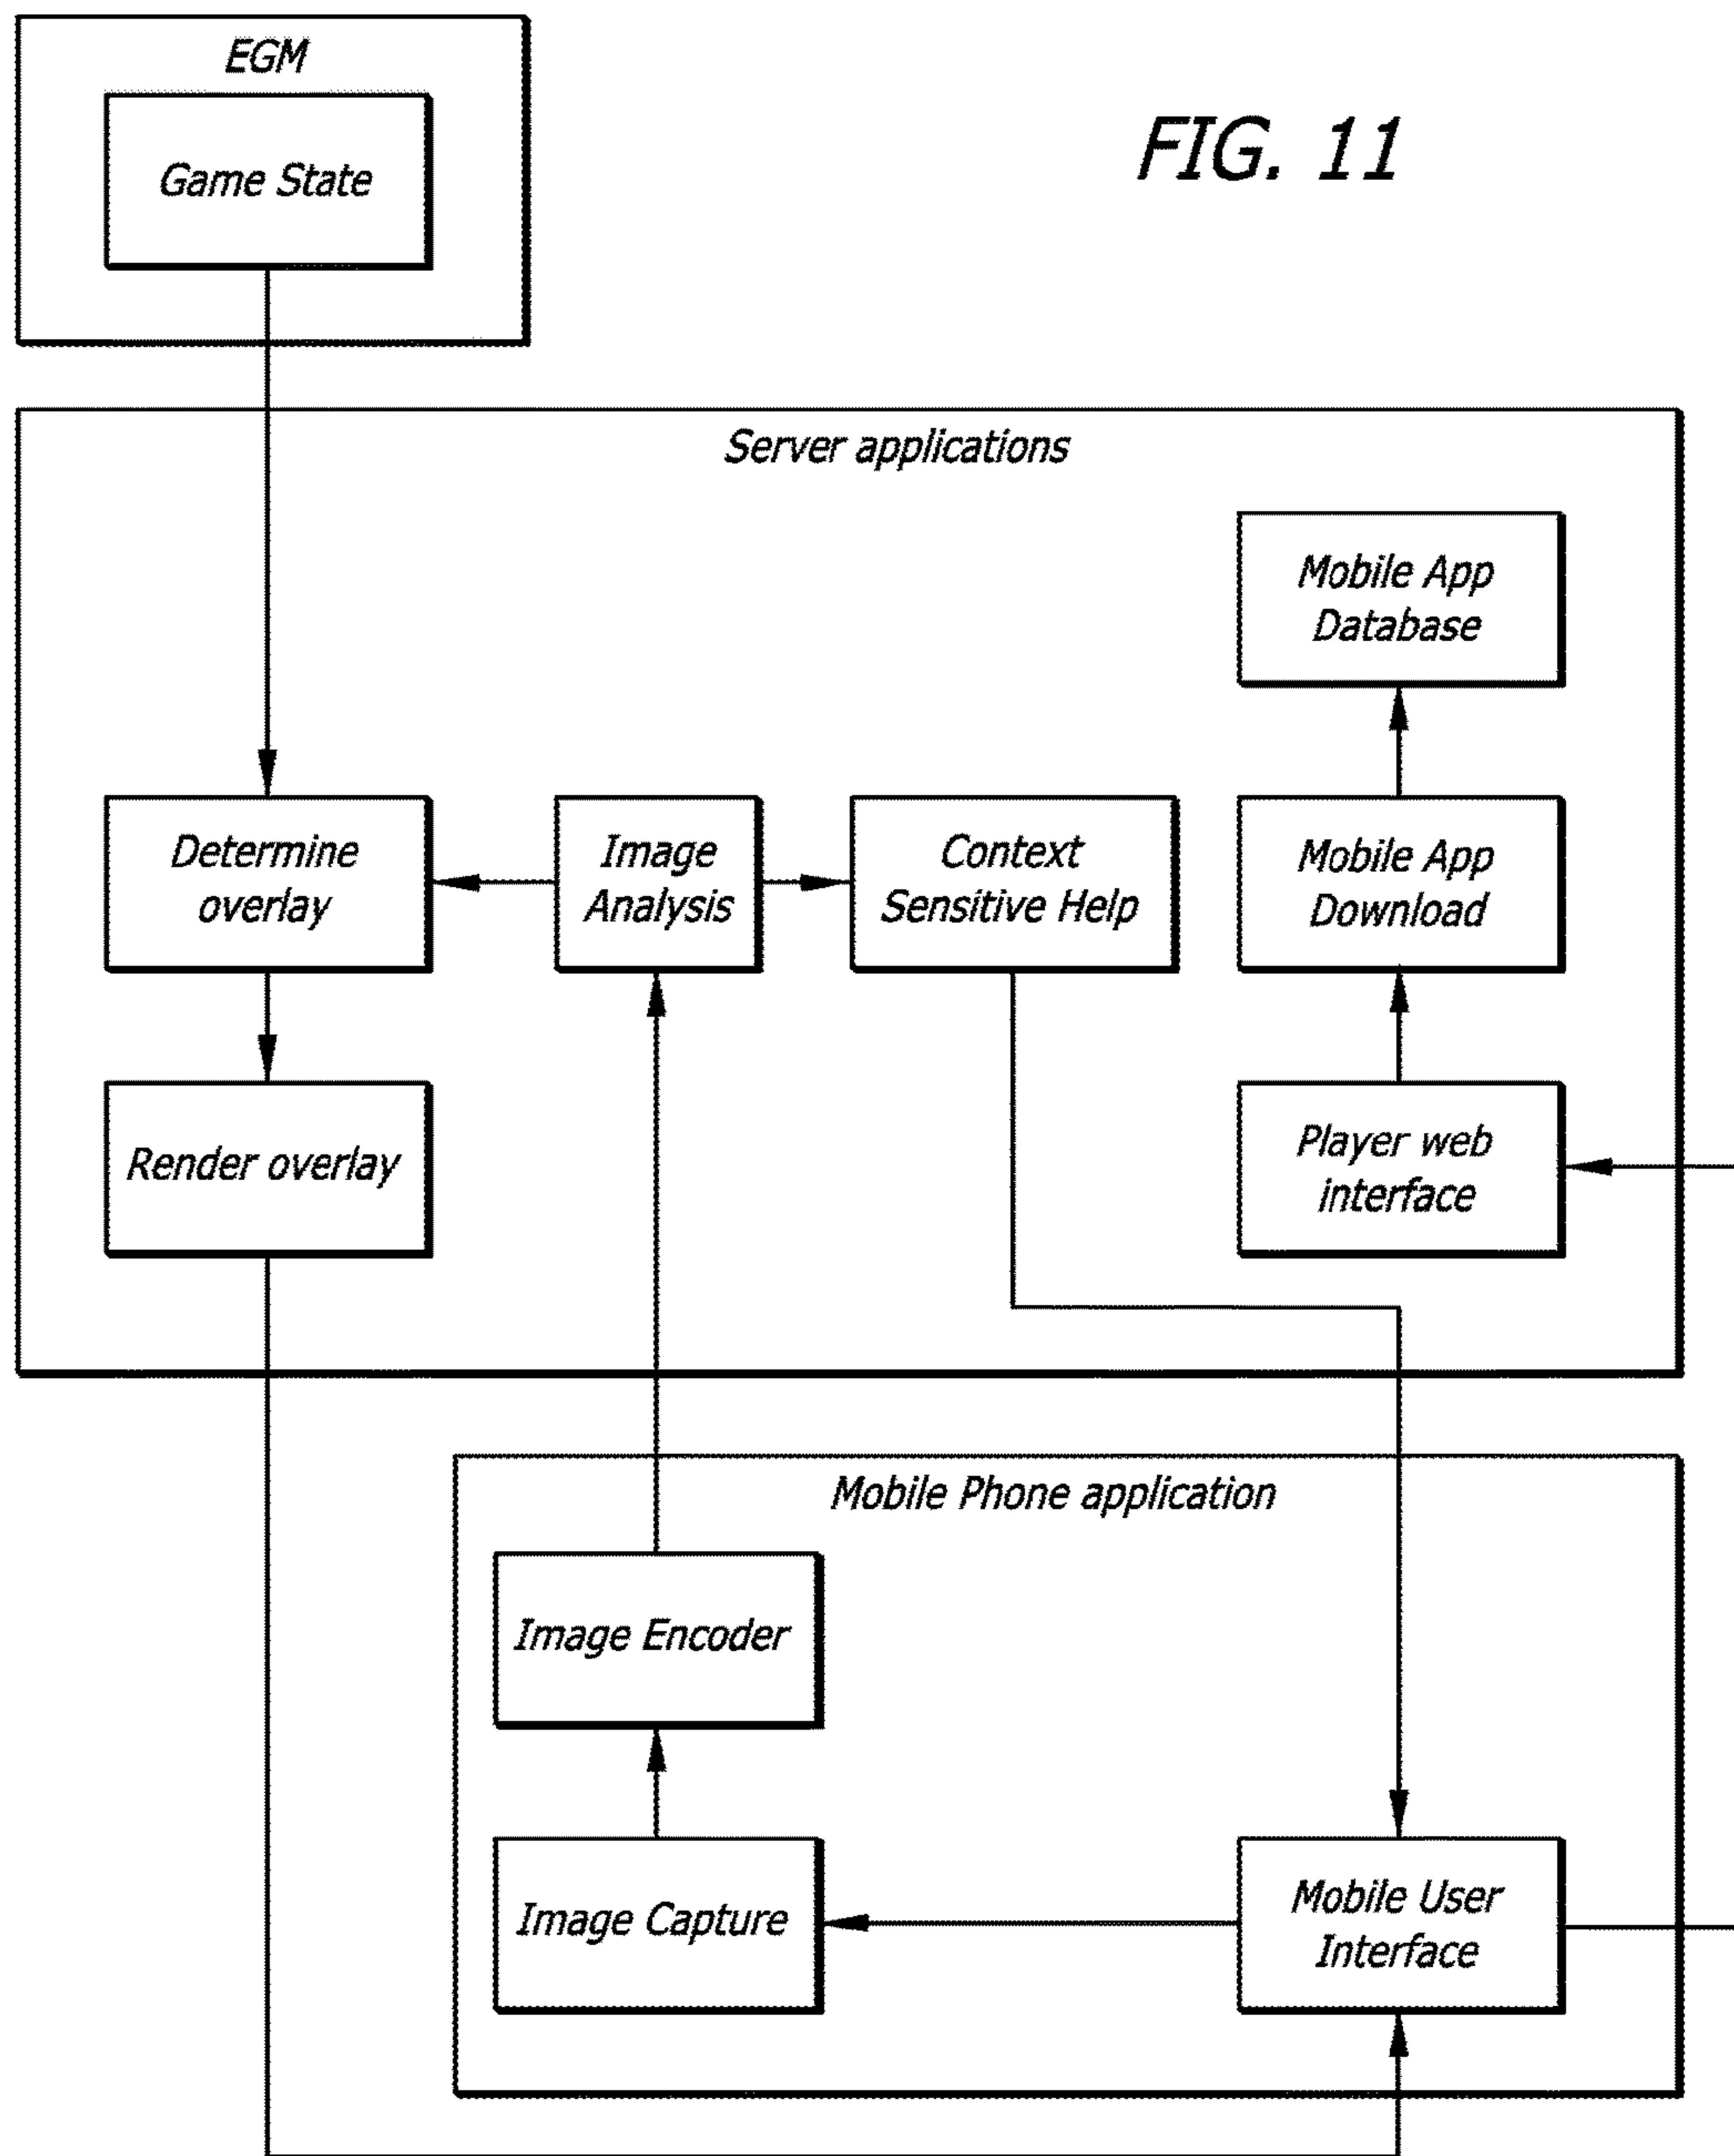 EGM
Game State
FIG. 11
Server applications
Mobile App
Database
Determine
overlay
Image
Analysis
Context
Sensitive Help
Mobile App
Download
Render overlay
Player web
interface
Mobile Phone application
Image Encoder
Image Capture
Mobile User
Interface